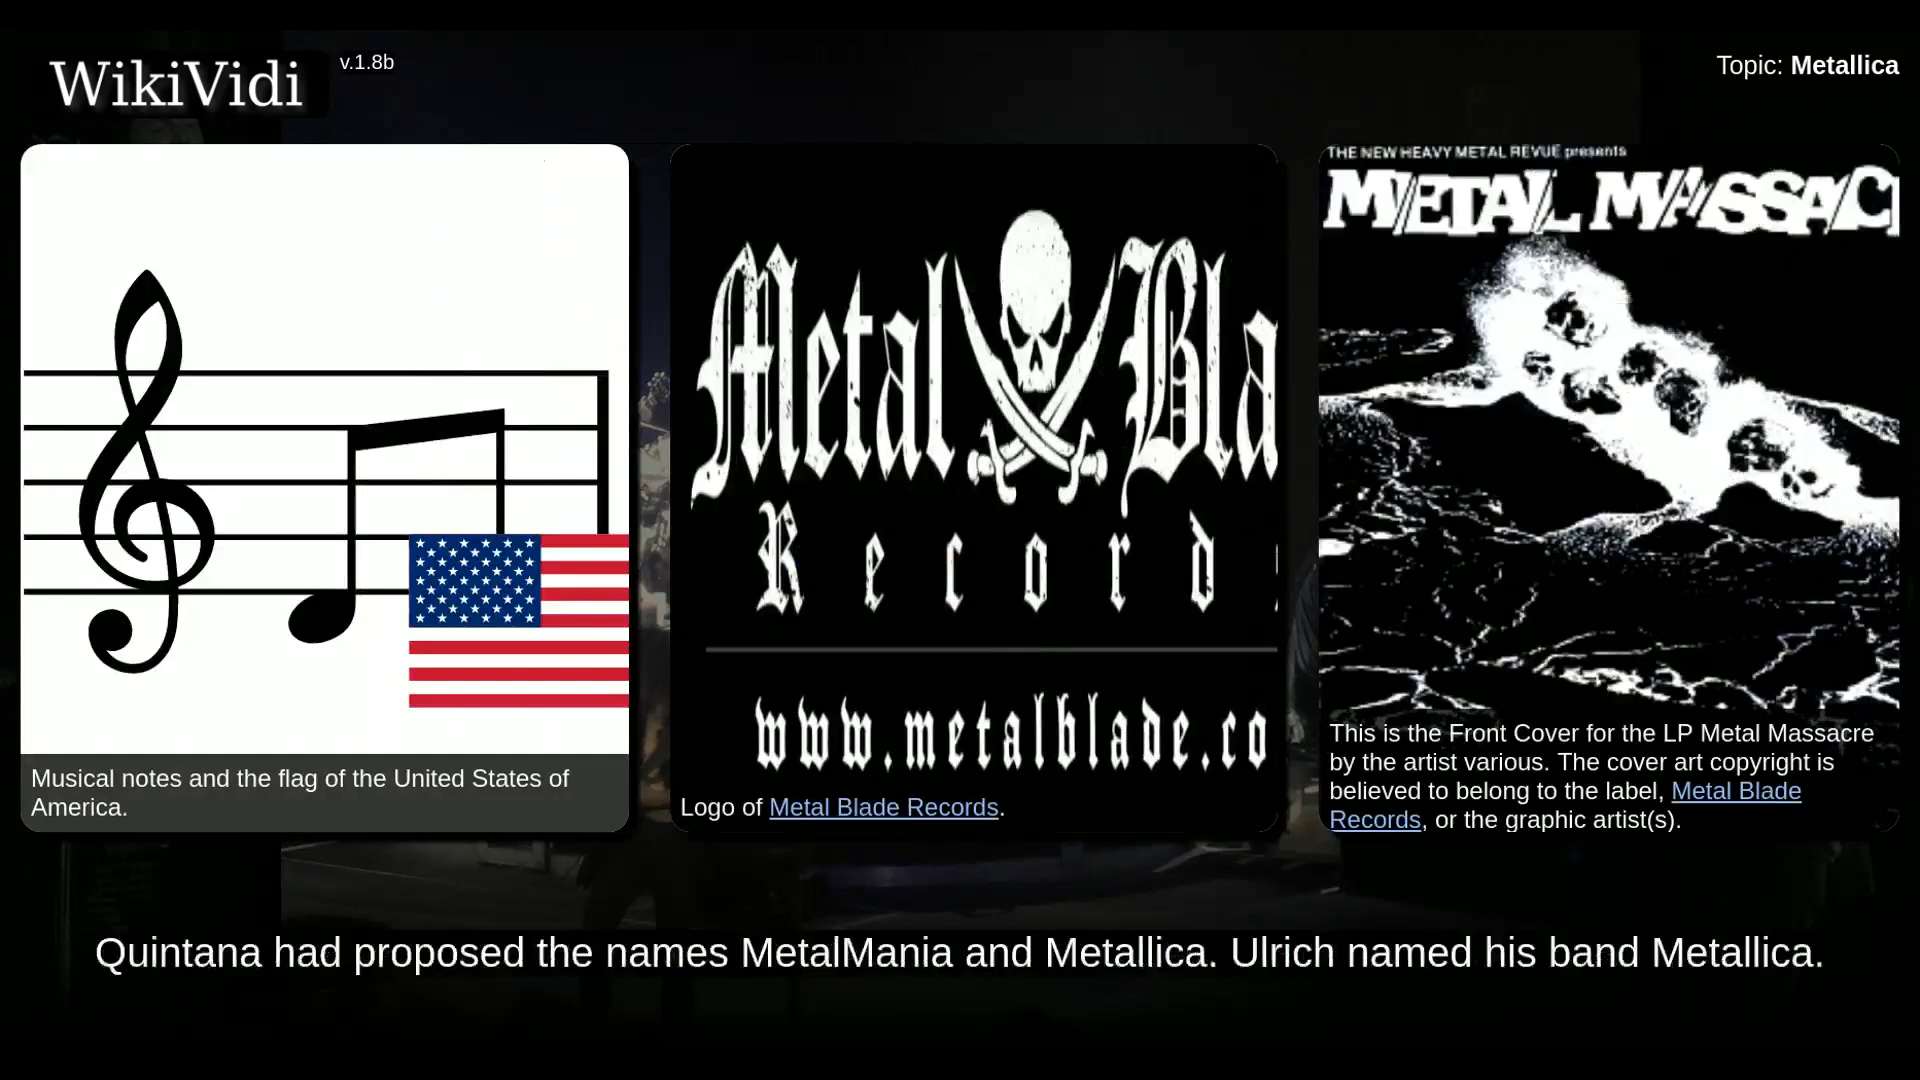 WikiVidi
v.1.8b
Topic: Metallica
Musical notes and the flag of the United States of
America.
Metal Bla
Record
www.metalblade.co
Logo of Metal Blade Records.
THE NEW HEAVY METAL REVUE presents
METAL MASSAC
This is the Front Cover for the LP Metal Massacre
by the artist various. The cover art copyright is
believed to belong to the label, Metal Blade
Records, or the graphic artist(s).
Quintana had proposed the names MetalMania and Metallica. Ulrich named his band Metallica.